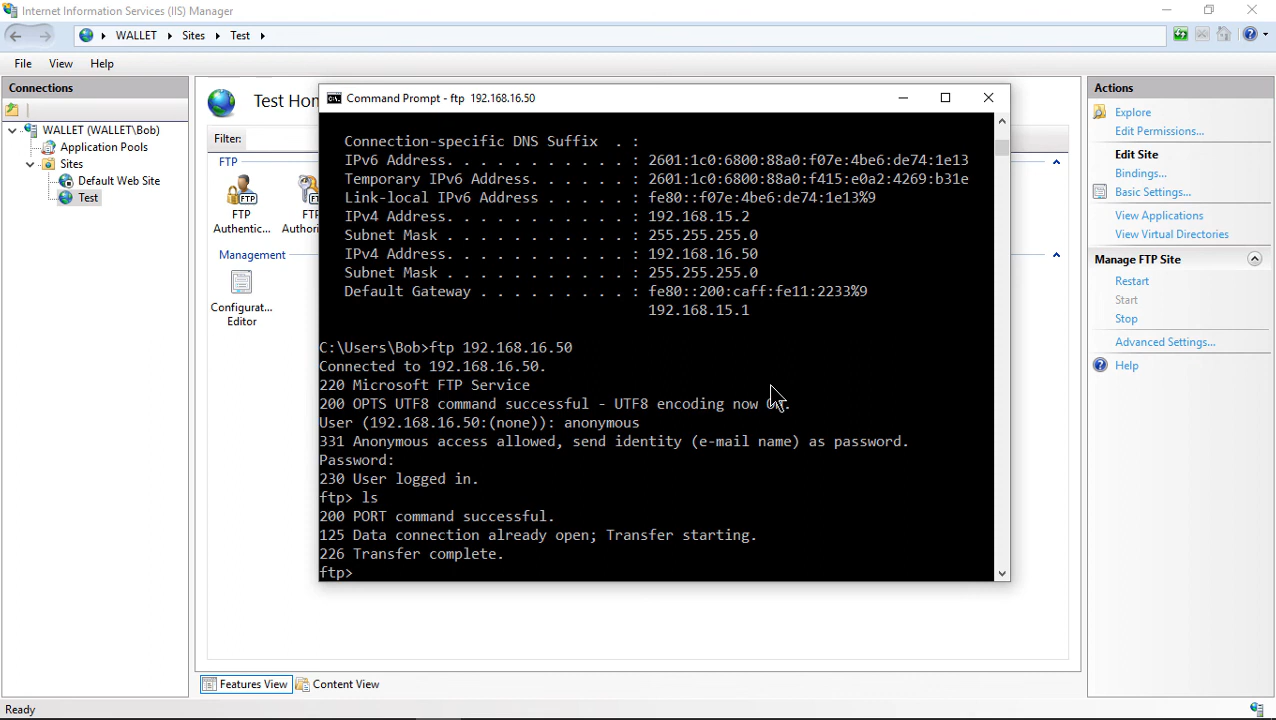 Internet Information Services (IIS) Manager
WALLET Sites Test
File View Help
Connections
WALLET (WALLET\Bob)
Application Pools
Sites
Default Web Site
Test
Test Hom
Filter:
FTP
FTP
Authentic...
FTP
Authori
Management
Configurat...
Editor
Features View
Content View
Command Prompt - ftp 192.168.16.50
Connection-specific DNS Suffix . :
IPv6 Address. . . . . . . . . . . : 2601:1c0:6800:88a0:f07e:4be6:de74:1e13
Temporary IPv6 Address. . . . . . : 2601:1c0:6800:88a0:f415:e0a2:4269:b31e
Link-local IPv6 Address . . . . . : fe80::f07e:4be6:de74:1e13%9
IPv4 Address. . . . . . . . . . . : 192.168.15.2
Subnet Mask . . . . . . . . . . . : 255.255.255.0
IPv4 Address. . . . . . . . . . . : 192.168.16.50
Subnet Mask . . . . . . . . . . . : 255.255.255.0
Default Gateway . . . . . . . . . : fe80::200:caff:fe11:2233%9
192.168.15.1
C:\Users\Bob>ftp 192.168.16.50
Connected to 192.168.16.50.
220 Microsoft FTP Service
200 OPTS UTF8 command successful - UTF8 encoding now ON.
User (192.168.16.50:(none)): anonymous
331 Anonymous access allowed, send identity (e-mail name) as password.
Password:
230 User logged in.
ftp> ls
200 PORT command successful.
125 Data connection already open; Transfer starting.
226 Transfer complete.
ftp>
Actions
Explore
Edit Permissions...
Edit Site
Bindings...
Basic Settings...
View Applications
View Virtual Directories
Manage FTP Site
Restart
Start
Stop
Advanced Settings...
Help
Ready